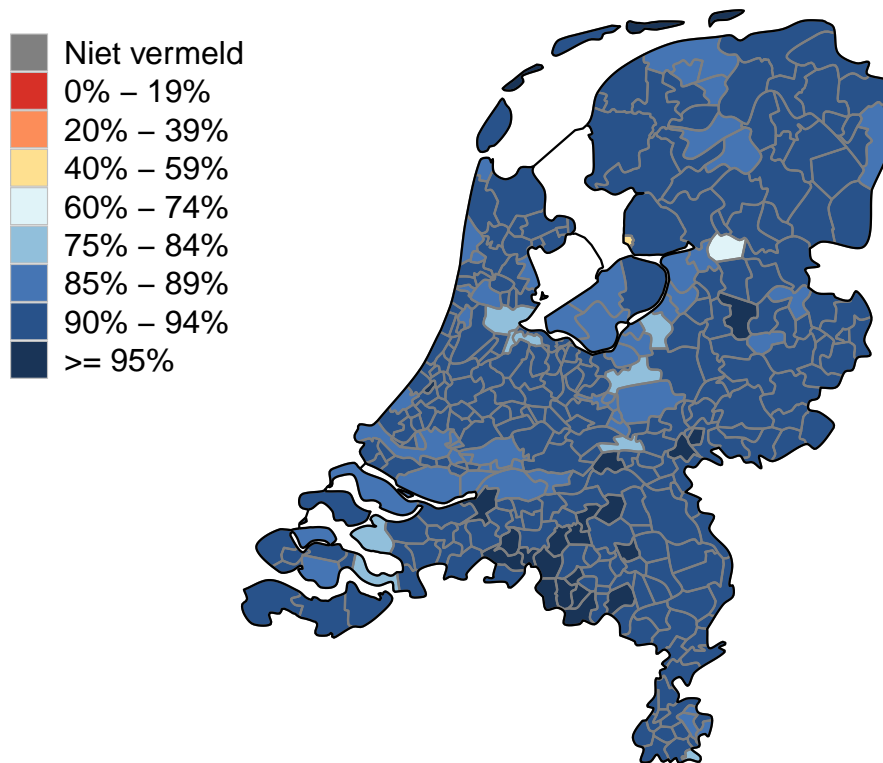 Niet vermeld
0% – 19%
20% – 39%
40% – 59%
60% – 74%
75% – 84%
85% – 89%
90% – 94%
>= 95%